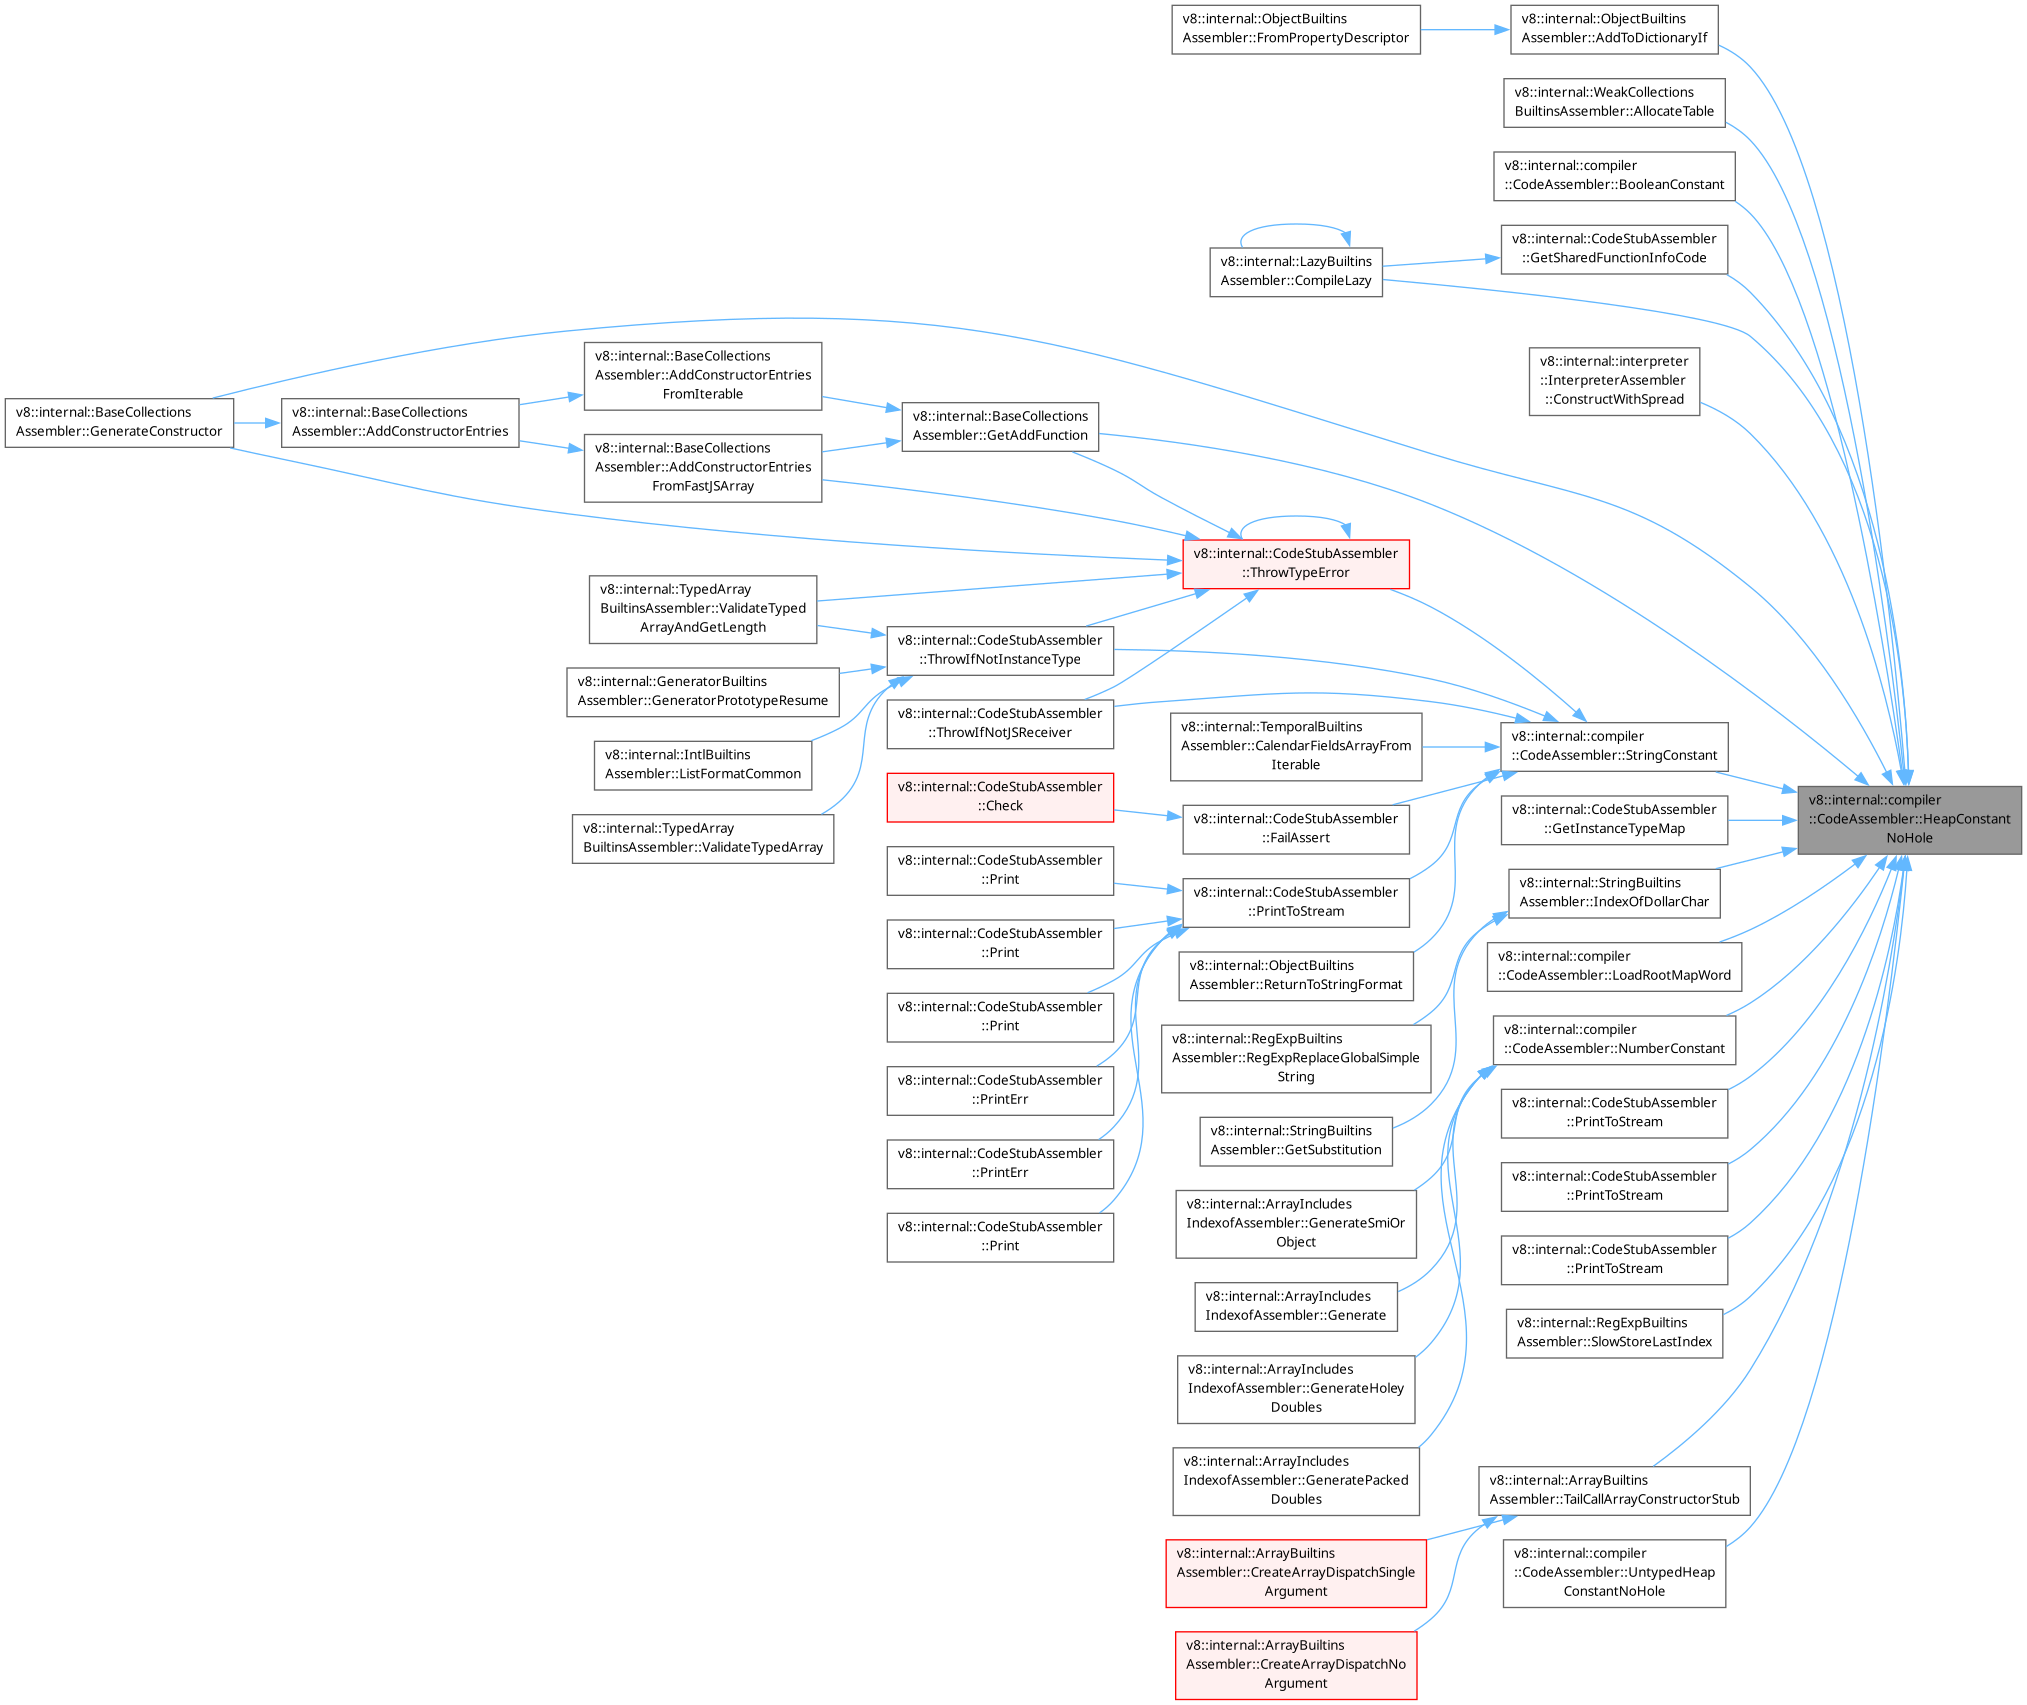 v8::internal::ObjectBuiltins
Assembler::FromPropertyDescriptor
v8::internal::ObjectBuiltins
Assembler::AddToDictionaryIf
v8::internal::WeakCollections
BuiltinsAssembler::AllocateTable
v8::internal::compiler
::CodeAssembler::BooleanConstant
v8::internal::CodeStubAssembler
::GetSharedFunctionInfoCode
v8::internal::LazyBuiltins
Assembler::CompileLazy
v8::internal::interpreter
::InterpreterAssembler
::ConstructWithSpread
v8::internal::BaseCollections
Assembler::GenerateConstructor
v8::internal::BaseCollections
Assembler::AddConstructorEntries
v8::internal::BaseCollections
Assembler::AddConstructorEntries
FromIterable
v8::internal::BaseCollections
Assembler::AddConstructorEntries
FromFastJSArray
v8::internal::BaseCollections
Assembler::GetAddFunction
v8::internal::CodeStubAssembler
::ThrowTypeError
v8::internal::TypedArray
BuiltinsAssembler::ValidateTyped
ArrayAndGetLength
v8::internal::GeneratorBuiltins
Assembler::GeneratorPrototypeResume
v8::internal::IntlBuiltins
Assembler::ListFormatCommon
v8::internal::TypedArray
BuiltinsAssembler::ValidateTypedArray
v8::internal::CodeStubAssembler
::ThrowIfNotInstanceType
v8::internal::CodeStubAssembler
::ThrowIfNotJSReceiver
v8::internal::CodeStubAssembler
::Check
v8::internal::CodeStubAssembler
::Print
v8::internal::CodeStubAssembler
::Print
v8::internal::CodeStubAssembler
::Print
v8::internal::CodeStubAssembler
::PrintErr
v8::internal::CodeStubAssembler
::PrintErr
v8::internal::CodeStubAssembler
::Print
v8::internal::TemporalBuiltins
Assembler::CalendarFieldsArrayFrom
Iterable
v8::internal::CodeStubAssembler
::FailAssert
v8::internal::CodeStubAssembler
::PrintToStream
v8::internal::ObjectBuiltins
Assembler::ReturnToStringFormat
v8::internal::RegExpBuiltins
Assembler::RegExpReplaceGlobalSimple
String
v8::internal::StringBuiltins
Assembler::GetSubstitution
v8::internal::ArrayIncludes
IndexofAssembler::GenerateSmiOr
Object
v8::internal::ArrayIncludes
IndexofAssembler::Generate
v8::internal::ArrayIncludes
IndexofAssembler::GenerateHoley
Doubles
v8::internal::ArrayIncludes
IndexofAssembler::GeneratePacked
Doubles
v8::internal::ArrayBuiltins
Assembler::CreateArrayDispatchSingle
Argument
v8::internal::ArrayBuiltins
Assembler::CreateArrayDispatchNo
Argument
v8::internal::compiler
::CodeAssembler::StringConstant
v8::internal::CodeStubAssembler
::GetInstanceTypeMap
v8::internal::StringBuiltins
Assembler::IndexOfDollarChar
v8::internal::compiler
::CodeAssembler::LoadRootMapWord
v8::internal::compiler
::CodeAssembler::NumberConstant
v8::internal::CodeStubAssembler
::PrintToStream
v8::internal::CodeStubAssembler
::PrintToStream
v8::internal::CodeStubAssembler
::PrintToStream
v8::internal::RegExpBuiltins
Assembler::SlowStoreLastIndex
v8::internal::ArrayBuiltins
Assembler::TailCallArrayConstructorStub
v8::internal::compiler
::CodeAssembler::UntypedHeap
ConstantNoHole
v8::internal::compiler
::CodeAssembler::HeapConstant
NoHole